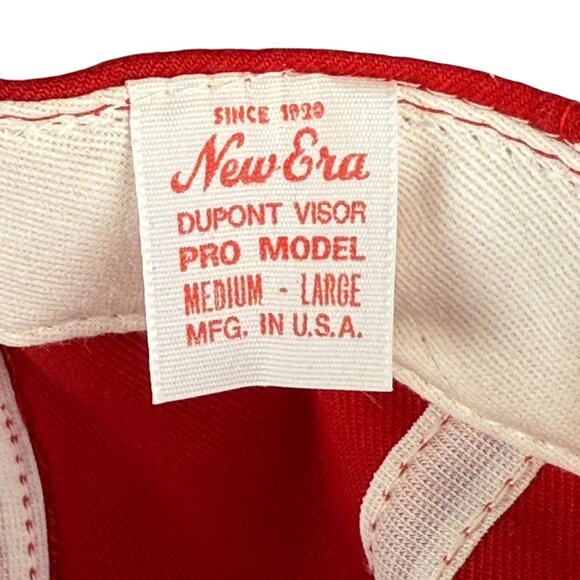 SINCE 1920
New Era
DUPONT VISOR
PRO MODEL
MEDIUM - LARGE
MFG. IN U.S.A.